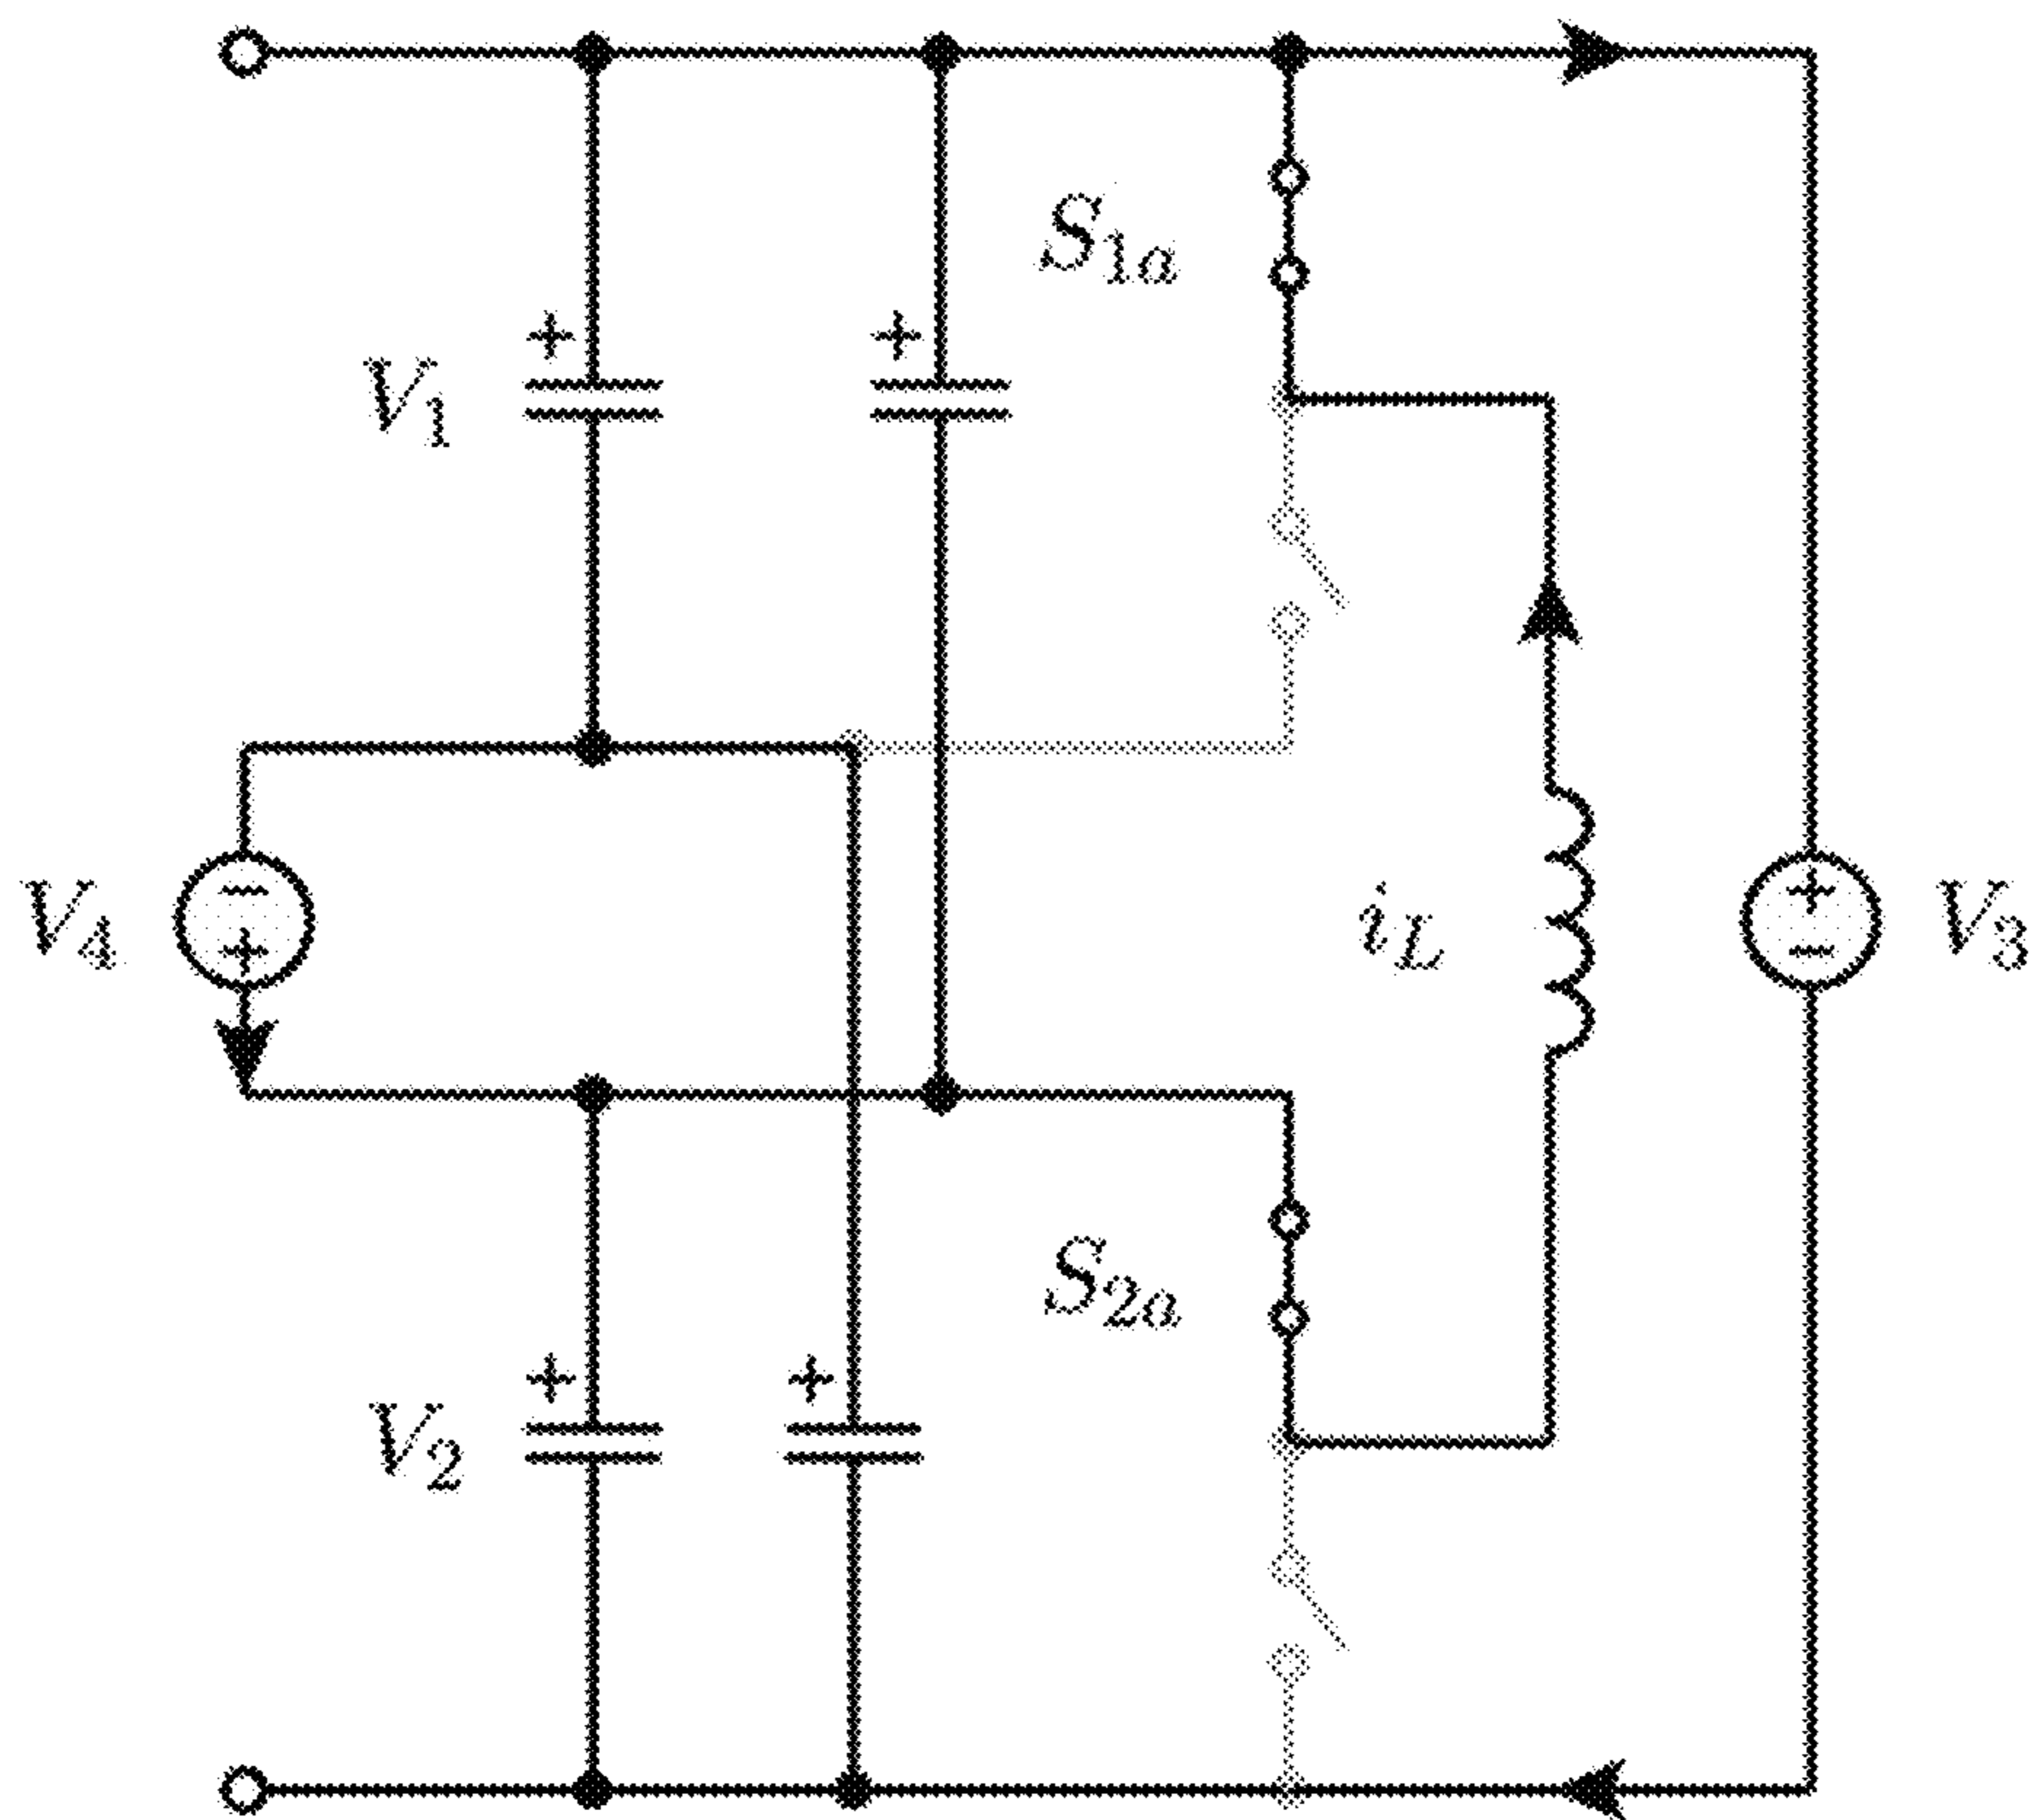 S1a
+ +
V1
V4 − + iL + − V3
S2a
+ +
V2